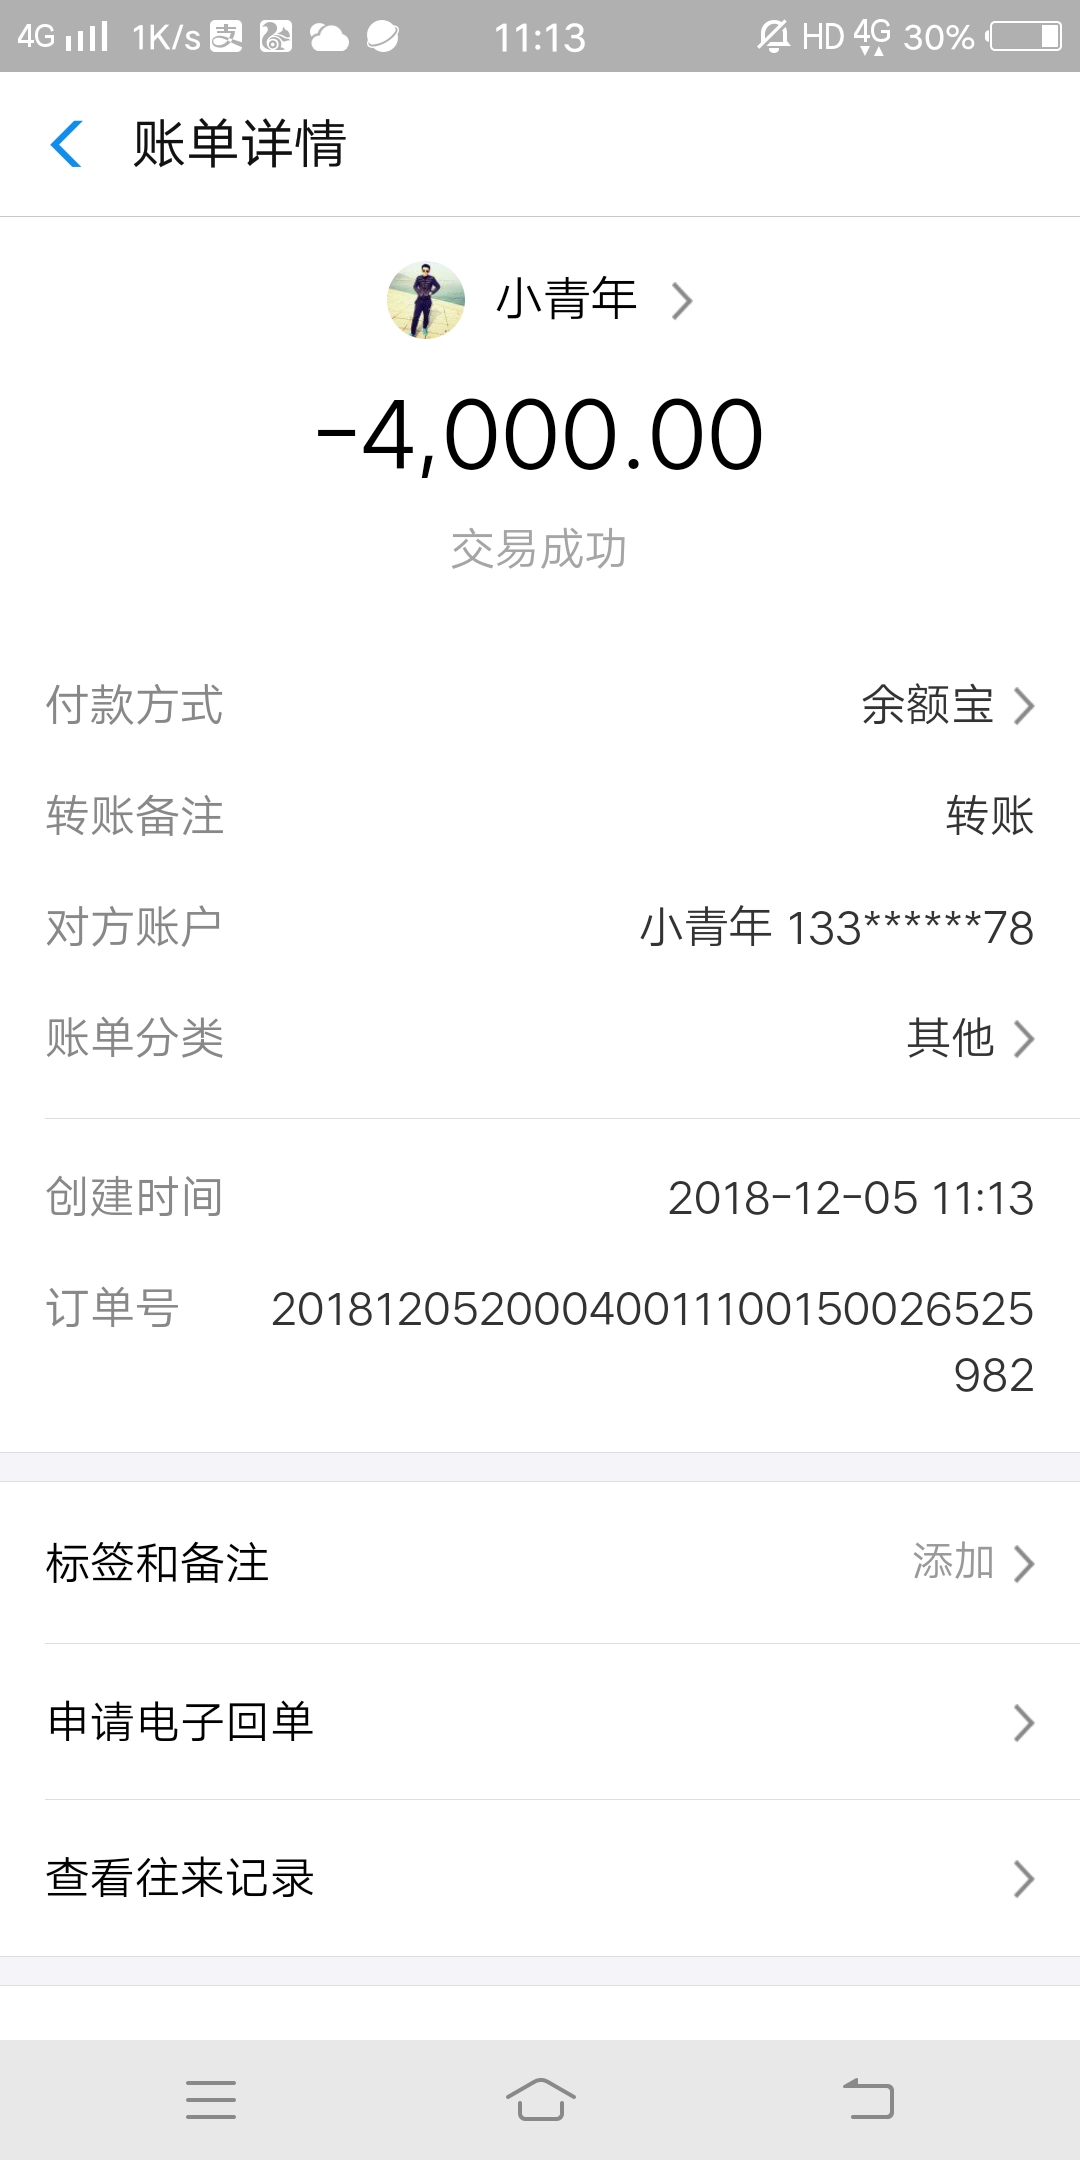 4G 1K/s 支 11:13 HD 4G 30%
账单详情
小青年
-4,000.00
交易成功
付款方式 余额宝
转账备注 转账
对方账户 小青年 133******78
账单分类 其他
创建时间 2018-12-05 11:13
订单号 2018120520004001110015002652​5
982
标签和备注 添加
申请电子回单
查看往来记录